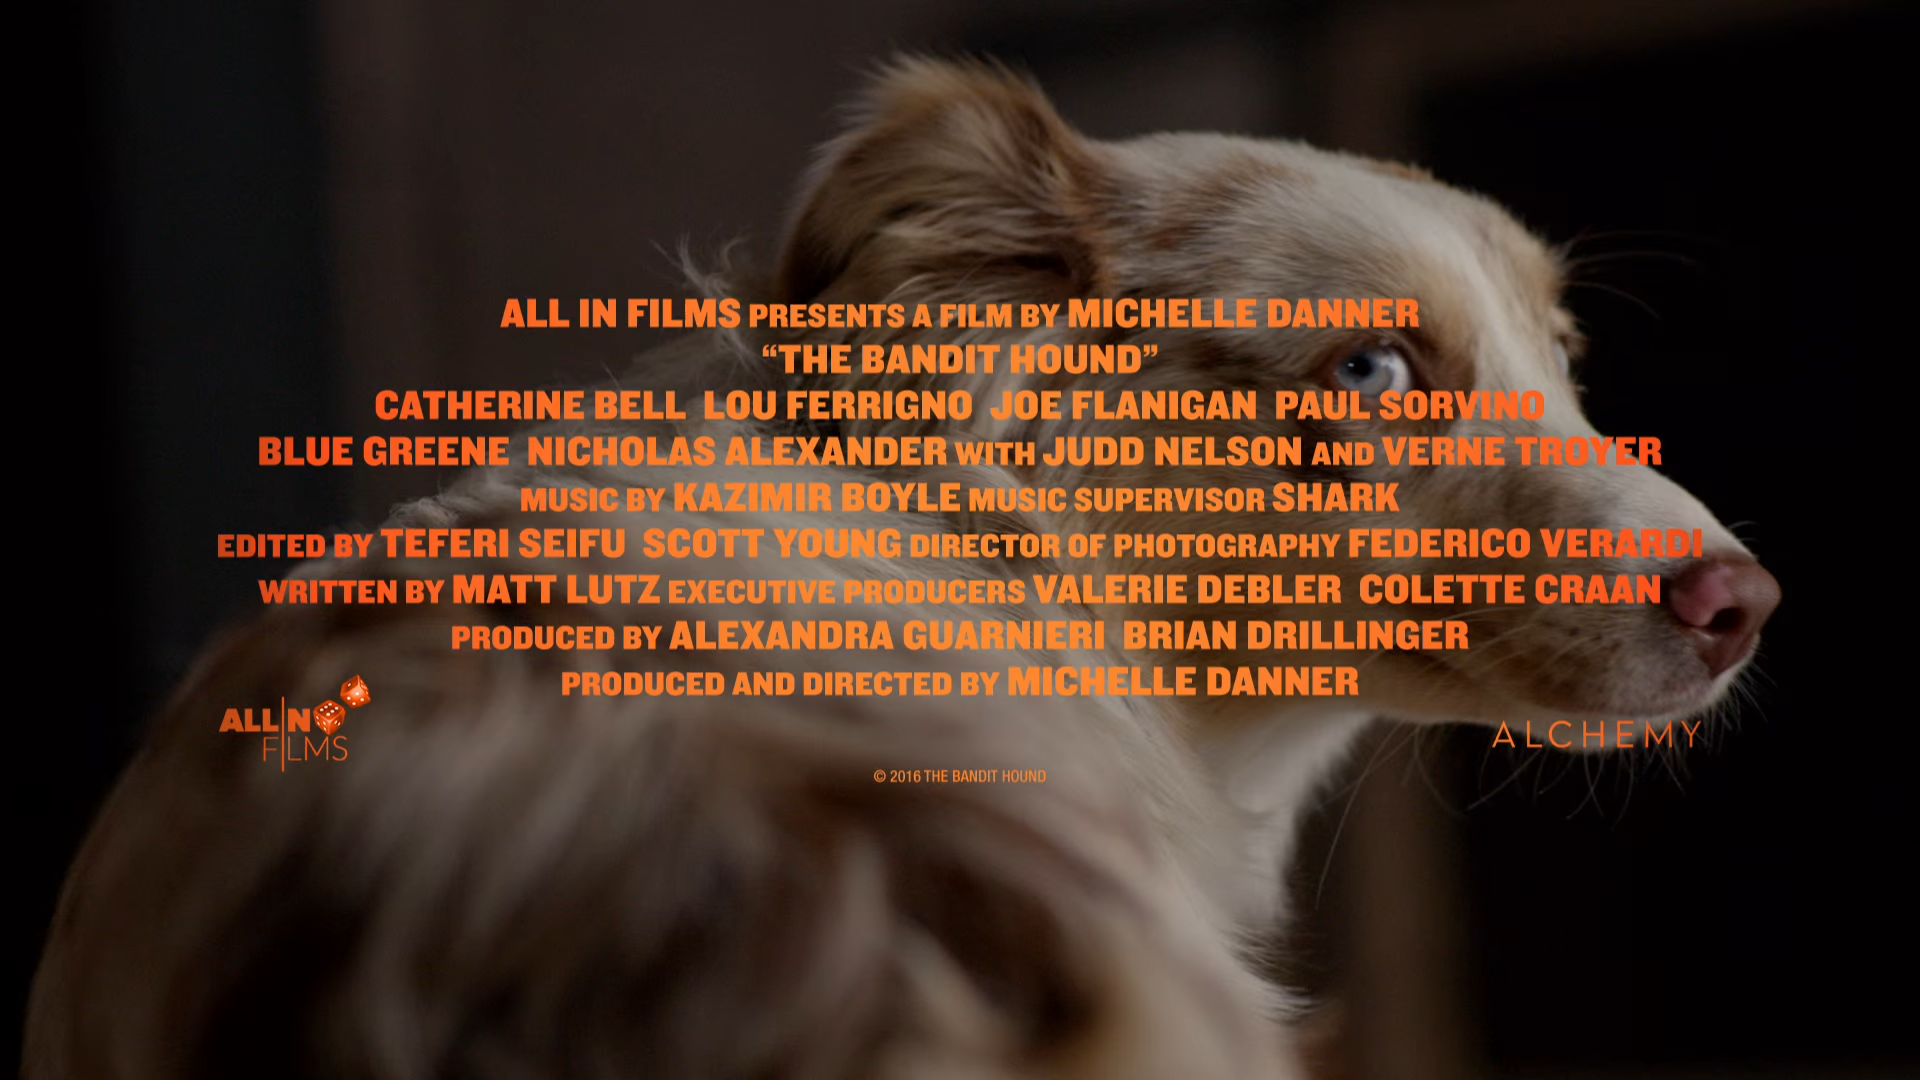 ALL IN FILMS PRESENTS A FILM BY MICHELLE DANNER
“THE BANDIT HOUND”
CATHERINE BELL LOU FERRIGNO JOE FLANIGAN PAUL SORVINO
BLUE GREENE NICHOLAS ALEXANDER WITH JUDD NELSON AND VERNE TROYER
MUSIC BY KAZIMIR BOYLE MUSIC SUPERVISOR SHARK
EDITED BY TEFERI SEIFU SCOTT YOUNG DIRECTOR OF PHOTOGRAPHY FEDERICO VERARDI
WRITTEN BY MATT LUTZ EXECUTIVE PRODUCERS VALERIE DEBLER COLETTE CRAAN
PRODUCED BY ALEXANDRA GUARNIERI BRIAN DRILLINGER
PRODUCED AND DIRECTED BY MICHELLE DANNER
ALL IN
FILMS
ALCHEMY
© 2016 THE BANDIT HOUND